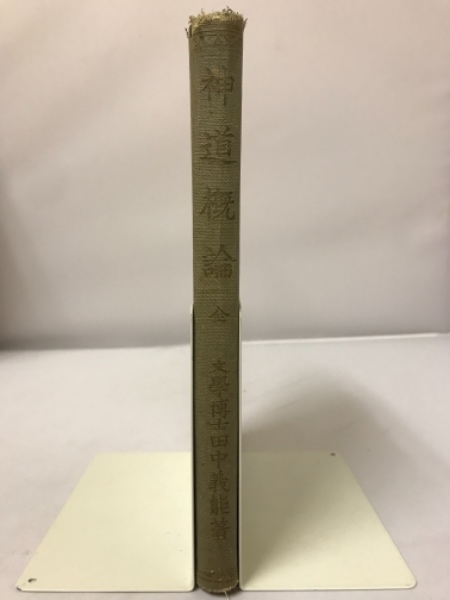 神道概論 全
文學博士田中義能著